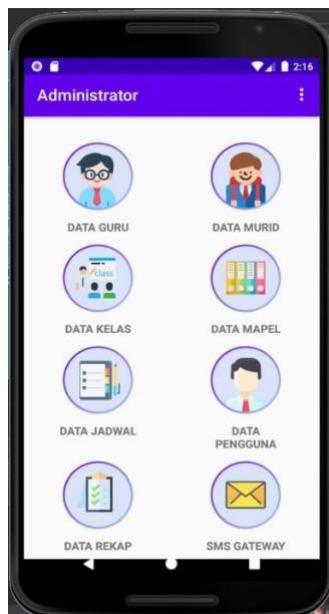 2:16
Administrator
DATA GURU
DATA MURID
class
DATA KELAS
DATA MAPEL
DATA JADWAL
DATA
PENGGUNA
DATA REKAP
SMS GATEWAY